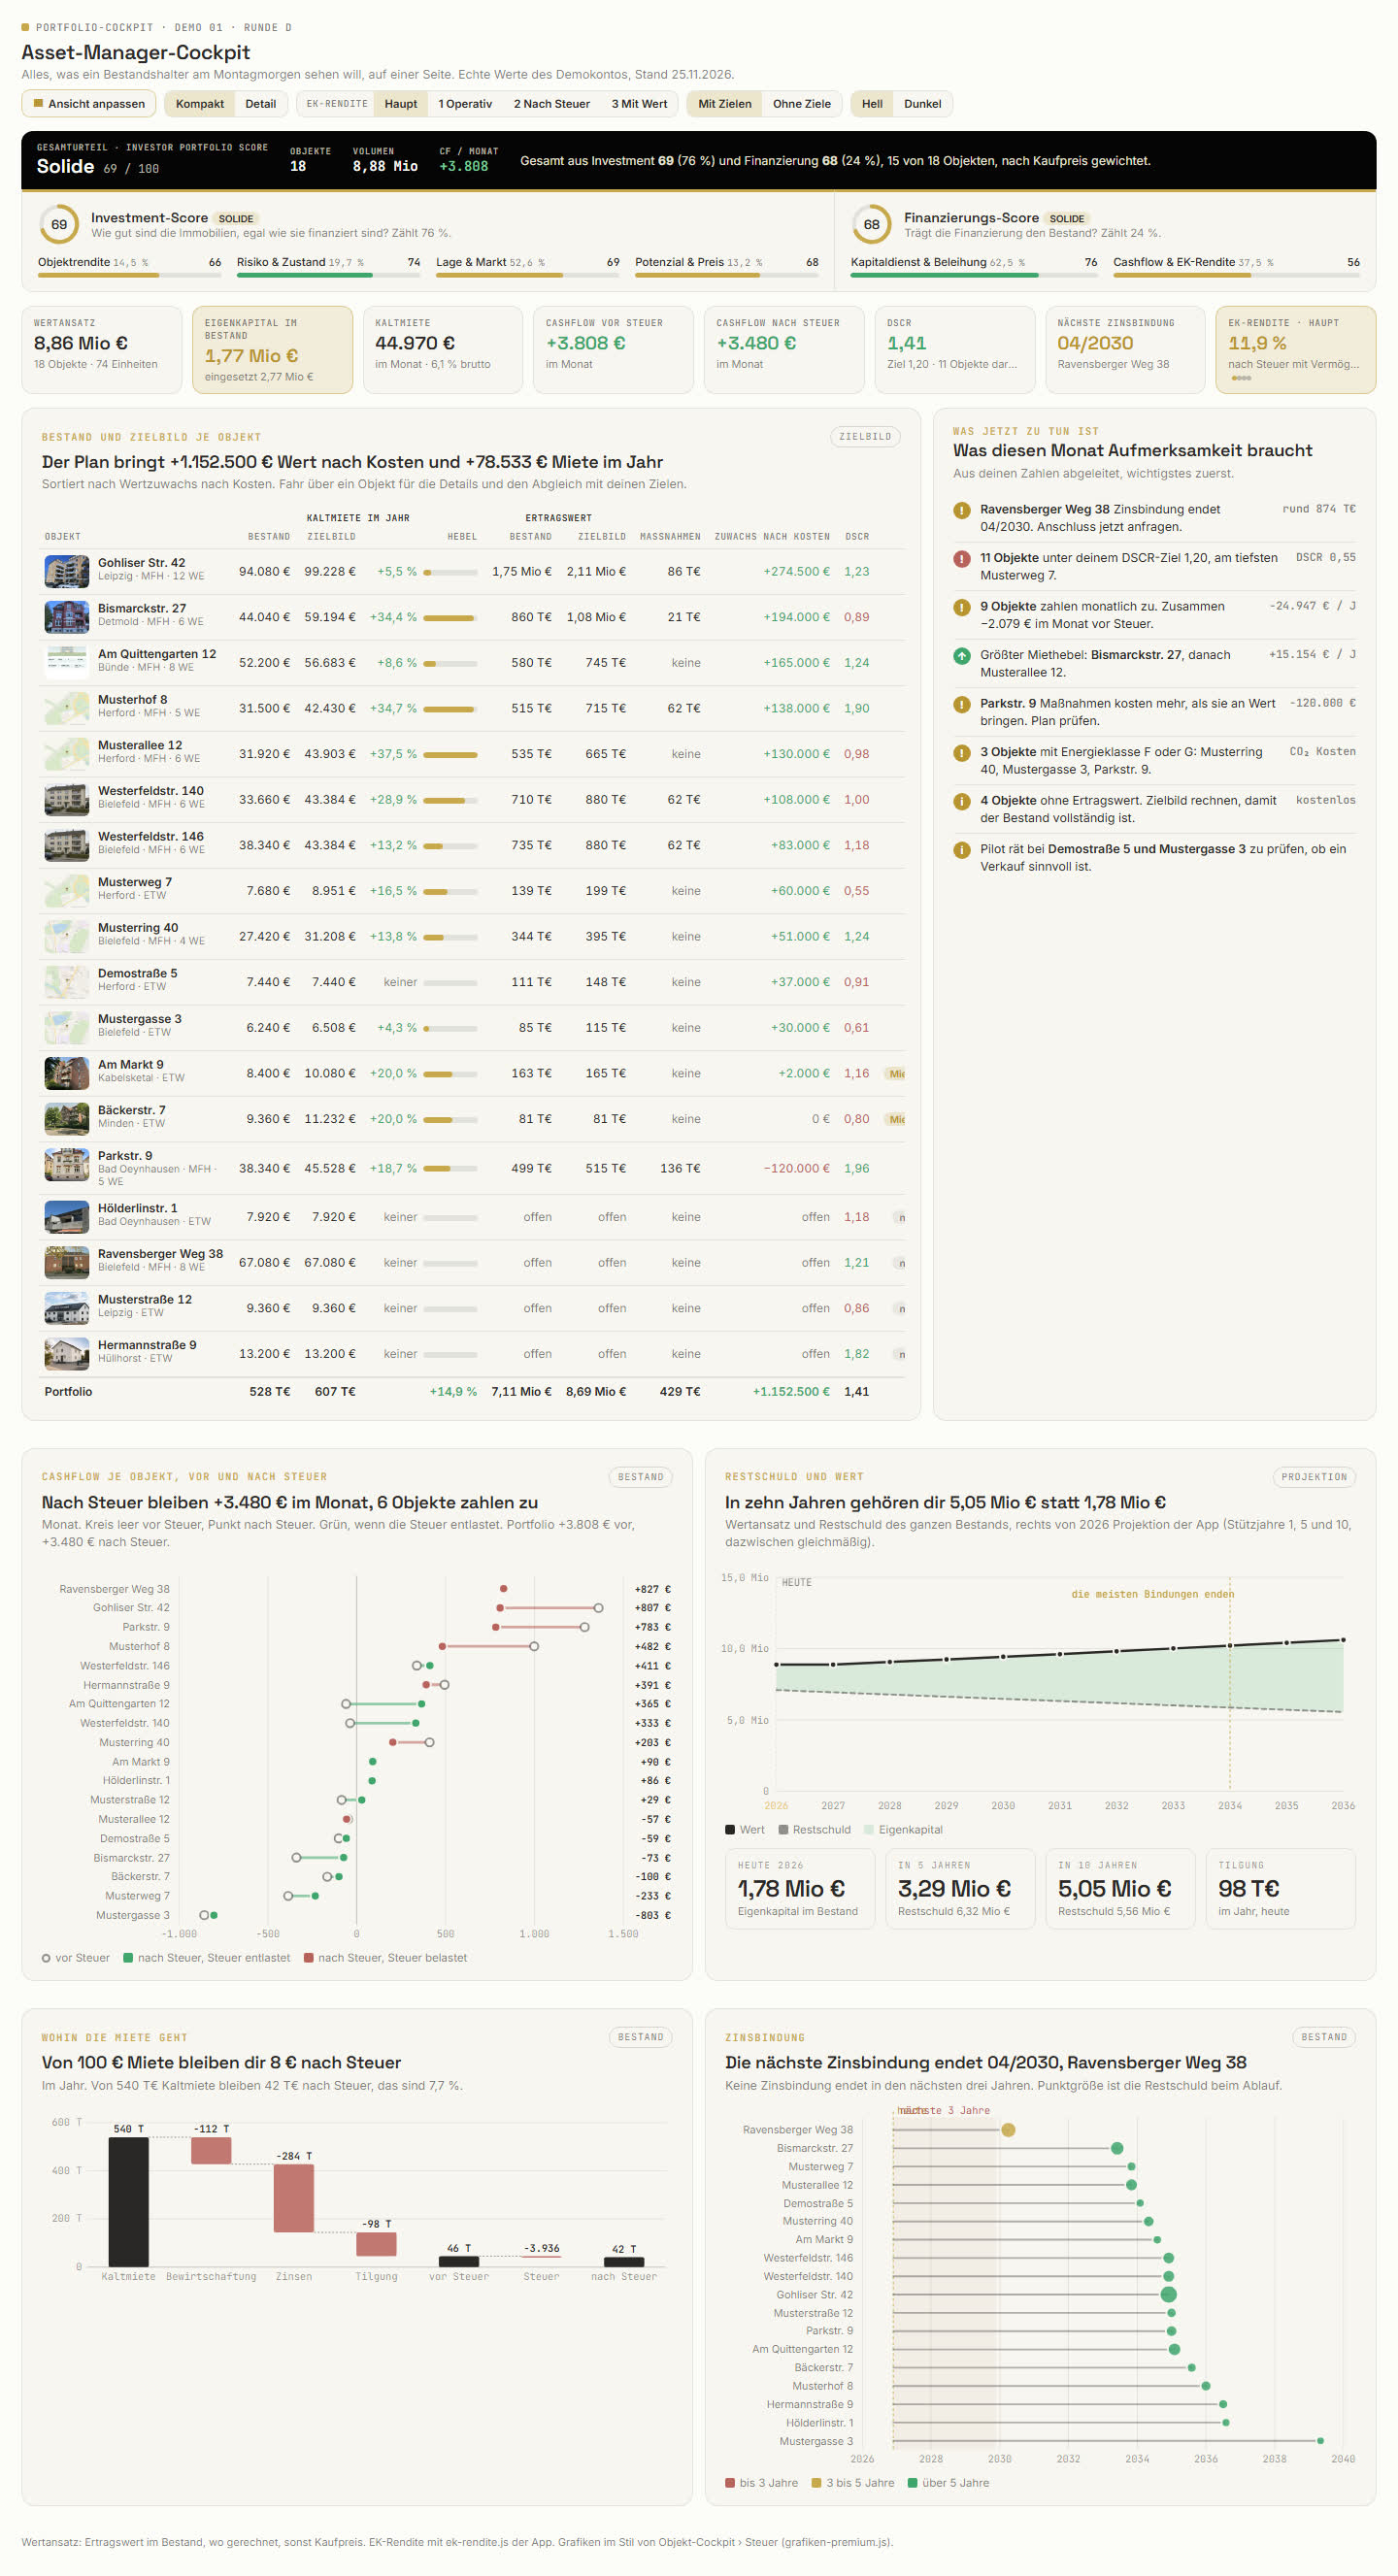 PORTFOLIO-COCKPIT · DEMO 01 · RUNDE D
Asset-Manager-Cockpit
Alles, was ein Bestandshalter am Montagmorgen sehen will, auf einer Seite. Echte Werte des Demokontos, Stand 25.11.2026.
Ansicht anpassen Kompakt Detail EK-RENDITE Haupt 1 Operativ 2 Nach Steuer 3 Mit Wert Mit Zielen Ohne Ziele Hell Dunkel
GESAMTURTEIL · INVESTOR PORTFOLIO SCORE
Solide 69 / 100
OBJEKTE
18
VOLUMEN
8,88 Mio
CF / MONAT
+3.808
Gesamt aus Investment 69 (76 %) und Finanzierung 68 (24 %), 15 von 18 Objekten, nach Kaufpreis gewichtet.
69
Investment-Score SOLIDE
Wie gut sind die Immobilien, egal wie sie finanziert sind? Zählt 76 %.
Objektrendite 14,5 % 66
Risiko & Zustand 19,7 % 74
Lage & Markt 52,6 % 69
Potenzial & Preis 13,2 % 68
68
Finanzierungs-Score SOLIDE
Trägt die Finanzierung den Bestand? Zählt 24 %.
Kapitaldienst & Beleihung 62,5 % 76
Cashflow & EK-Rendite 37,5 % 56
WERTANSATZ
8,86 Mio €
18 Objekte · 74 Einheiten
EIGENKAPITAL IM
BESTAND
1,77 Mio €
eingesetzt 2,77 Mio €
KALTMIETE
44.970 €
im Monat · 6,1 % brutto
CASHFLOW VOR STEUER
+3.808 €
im Monat
CASHFLOW NACH STEUER
+3.480 €
im Monat
DSCR
1,41
Ziel 1,20 · 11 Objekte dar...
NÄCHSTE ZINSBINDUNG
04/2030
Ravensberger Weg 38
EK-RENDITE · HAUPT
11,9 %
nach Steuer mit Vermög...
BESTAND UND ZIELBILD JE OBJEKT
ZIELBILD
Der Plan bringt +1.152.500 € Wert nach Kosten und +78.533 € Miete im Jahr
Sortiert nach Wertzuwachs nach Kosten. Fahr über ein Objekt für die Details und den Abgleich mit deinen Zielen.
KALTMIETE IM JAHR ERTRAGSWERT
OBJEKT BESTAND ZIELBILD HEBEL BESTAND ZIELBILD MASSNAHMEN ZUWACHS NACH KOSTEN DSCR
Gohliser Str. 42
Leipzig · MFH · 12 WE
94.080 € 99.228 € +5,5 % 1,75 Mio € 2,11 Mio € 86 T€ +274.500 € 1,23
Bismarckstr. 27
Detmold · MFH · 6 WE
44.040 € 59.194 € +34,4 % 860 T€ 1,08 Mio € 21 T€ +194.000 € 0,89
Am Quittengarten 12
Bünde · MFH · 8 WE
52.200 € 56.683 € +8,6 % 580 T€ 745 T€ keine +165.000 € 1,24
Musterhof 8
Herford · MFH · 5 WE
31.500 € 42.430 € +34,7 % 515 T€ 715 T€ 62 T€ +138.000 € 1,90
Musterallee 12
Herford · MFH · 6 WE
31.920 € 43.903 € +37,5 % 535 T€ 665 T€ keine +130.000 € 0,98
Westerfeldstr. 140
Bielefeld · MFH · 6 WE
33.660 € 43.384 € +28,9 % 710 T€ 880 T€ 62 T€ +108.000 € 1,00
Westerfeldstr. 146
Bielefeld · MFH · 6 WE
38.340 € 43.384 € +13,2 % 735 T€ 880 T€ 62 T€ +83.000 € 1,18
Musterweg 7
Herford · ETW
7.680 € 8.951 € +16,5 % 139 T€ 199 T€ keine +60.000 € 0,55
Musterring 40
Bielefeld · MFH · 4 WE
27.420 € 31.208 € +13,8 % 344 T€ 395 T€ keine +51.000 € 1,24
Demostraße 5
Herford · ETW
7.440 € 7.440 € keiner 111 T€ 148 T€ keine +37.000 € 0,91
Mustergasse 3
Bielefeld · ETW
6.240 € 6.508 € +4,3 % 85 T€ 115 T€ keine +30.000 € 0,61
Am Markt 9
Kabelsketal · ETW
8.400 € 10.080 € +20,0 % 163 T€ 165 T€ keine +2.000 € 1,16
Bäckerstr. 7
Minden · ETW
9.360 € 11.232 € +20,0 % 81 T€ 81 T€ keine 0 € 0,80
Parkstr. 9
Bad Oeynhausen · MFH ·
5 WE
38.340 € 45.528 € +18,7 % 499 T€ 515 T€ 136 T€ −120.000 € 1,96
Hölderlinstr. 1
Bad Oeynhausen · ETW
7.920 € 7.920 € keiner offen offen keine offen 1,18
Ravensberger Weg 38
Bielefeld · MFH · 8 WE
67.080 € 67.080 € keiner offen offen keine offen 1,21
Musterstraße 12
Leipzig · ETW
9.360 € 9.360 € keiner offen offen keine offen 0,86
Hermannstraße 9
Hüllhorst · ETW
13.200 € 13.200 € keiner offen offen keine offen 1,82
Portfolio 528 T€ 607 T€ +14,9 % 7,11 Mio € 8,69 Mio € 429 T€ +1.152.500 € 1,41
WAS JETZT ZU TUN IST
Was diesen Monat Aufmerksamkeit braucht
Aus deinen Zahlen abgeleitet, wichtigstes zuerst.
Ravensberger Weg 38 Zinsbindung endet rund 874 T€
04/2030. Anschluss jetzt anfragen.
11 Objekte unter deinem DSCR-Ziel 1,20, am tiefsten DSCR 0,55
Musterweg 7.
9 Objekte zahlen monatlich zu. Zusammen -24.947 € / J
−2.079 € im Monat vor Steuer.
Größter Miethebel: Bismarckstr. 27, danach +15.154 € / J
Musterallee 12.
Parkstr. 9 Maßnahmen kosten mehr, als sie an Wert -120.000 €
bringen. Plan prüfen.
3 Objekte mit Energieklasse F oder G: Musterring CO₂ Kosten
40, Mustergasse 3, Parkstr. 9.
4 Objekte ohne Ertragswert. Zielbild rechnen, damit kostenlos
der Bestand vollständig ist.
Pilot rät bei Demostraße 5 und Mustergasse 3 zu prüfen, ob ein
Verkauf sinnvoll ist.
CASHFLOW JE OBJEKT, VOR UND NACH STEUER
BESTAND
Nach Steuer bleiben +3.480 € im Monat, 6 Objekte zahlen zu
Monat. Kreis leer vor Steuer, Punkt nach Steuer. Grün, wenn die Steuer entlastet. Portfolio +3.808 € vor,
+3.480 € nach Steuer.
Ravensberger Weg 38 +827 €
Gohliser Str. 42 +807 €
Parkstr. 9 +783 €
Musterhof 8 +482 €
Westerfeldstr. 146 +411 €
Hermannstraße 9 +391 €
Am Quittengarten 12 +365 €
Westerfeldstr. 140 +333 €
Musterring 40 +203 €
Am Markt 9 +90 €
Hölderlinstr. 1 +86 €
Musterstraße 12 +29 €
Musterallee 12 -57 €
Demostraße 5 -59 €
Bismarckstr. 27 -73 €
Bäckerstr. 7 -100 €
Musterweg 7 -233 €
Mustergasse 3 -803 €
-1.000 -500 0 500 1.000 1.500
vor Steuer nach Steuer, Steuer entlastet nach Steuer, Steuer belastet
RESTSCHULD UND WERT
PROJEKTION
In zehn Jahren gehören dir 5,05 Mio € statt 1,78 Mio €
Wertansatz und Restschuld des ganzen Bestands, rechts von 2026 Projektion der App (Stützjahre 1, 5 und 10,
dazwischen gleichmäßig).
15,0 Mio
HEUTE
die meisten Bindungen enden
10,0 Mio
5,0 Mio
0
2026 2027 2028 2029 2030 2031 2032 2033 2034 2035 2036
Wert Restschuld Eigenkapital
HEUTE 2026
1,78 Mio €
Eigenkapital im Bestand
IN 5 JAHREN
3,29 Mio €
Restschuld 6,32 Mio €
IN 10 JAHREN
5,05 Mio €
Restschuld 5,56 Mio €
TILGUNG
98 T€
im Jahr, heute
WOHIN DIE MIETE GEHT
BESTAND
Von 100 € Miete bleiben dir 8 € nach Steuer
Im Jahr. Von 540 T€ Kaltmiete bleiben 42 T€ nach Steuer, das sind 7,7 %.
600 T
400 T
200 T
0
540 T -112 T -284 T -98 T 46 T -3.936 42 T
Kaltmiete Bewirtschaftung Zinsen Tilgung vor Steuer Steuer nach Steuer
ZINSBINDUNG
BESTAND
Die nächste Zinsbindung endet 04/2030, Ravensberger Weg 38
Keine Zinsbindung endet in den nächsten drei Jahren. Punktgröße ist die Restschuld beim Ablauf.
nächste 3 Jahre
Ravensberger Weg 38
Bismarckstr. 27
Musterweg 7
Musterallee 12
Demostraße 5
Musterring 40
Am Markt 9
Westerfeldstr. 146
Westerfeldstr. 140
Gohliser Str. 42
Musterstraße 12
Parkstr. 9
Am Quittengarten 12
Bäckerstr. 7
Musterhof 8
Hermannstraße 9
Hölderlinstr. 1
Mustergasse 3
2026 2028 2030 2032 2034 2036 2038 2040
bis 3 Jahre 3 bis 5 Jahre über 5 Jahre
Wertansatz: Ertragswert im Bestand, wo gerechnet, sonst Kaufpreis. EK-Rendite mit ek-rendite.js der App. Grafiken im Stil von Objekt-Cockpit › Steuer (grafiken-premium.js).